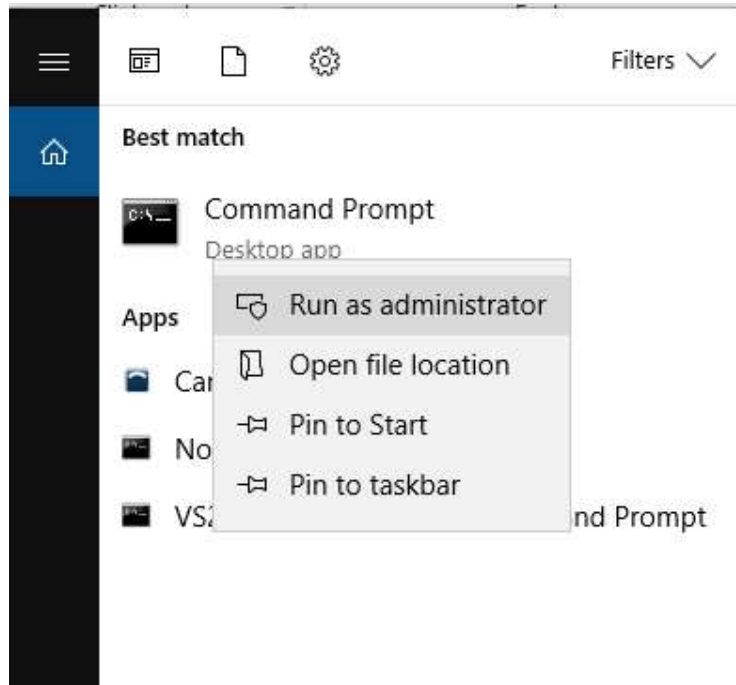 Filters
Best match
Command Prompt
Desktop app
Run as administrator
Apps
Open file location
Pin to Start
No
Pin to taskbar
nd Prompt